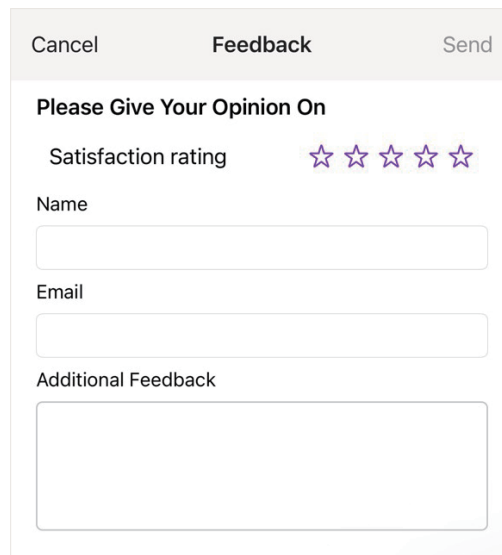 Cancel Feedback Send
Please Give Your Opinion On
Satisfaction rating
Name
Email
Additional Feedback